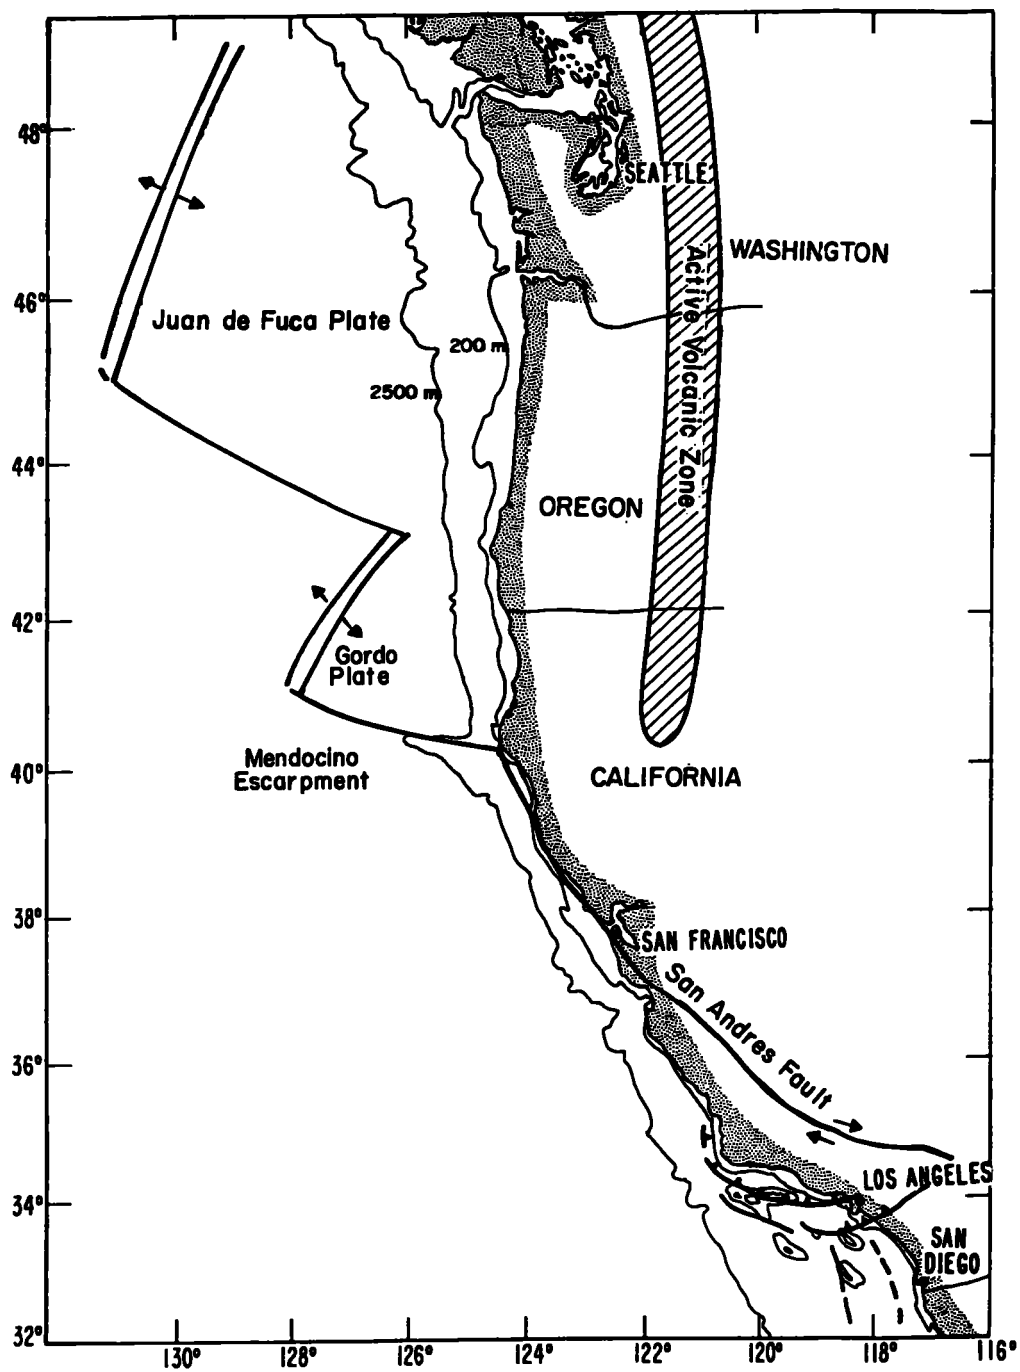 48°
SEATTLE
WASHINGTON
Active Volcanic Zone
46°
Juan de Fuca Plate
200 m
2500 m
44°
OREGON
42°
Gordo
Plate
Mendocino
Escarpment
40°
CALIFORNIA
38°
SAN FRANCISCO
San Andres Fault
36°
LOS ANGELES
34°
SAN
DIEGO
32°
130° 128° 126° 124° 122° 120° 118° 116°